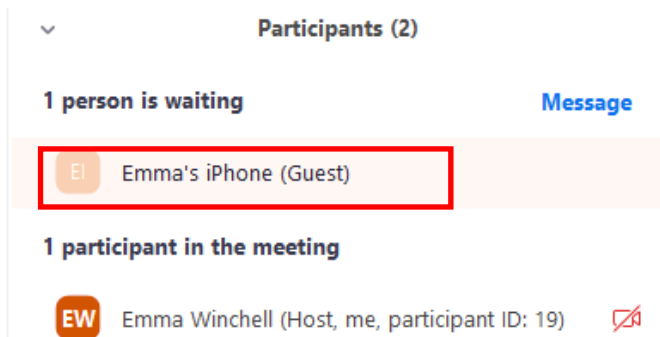 Participants (2)
1 person is waiting Message
EI Emma's iPhone (Guest)
1 participant in the meeting
EW Emma Winchell (Host, me, participant ID: 19)